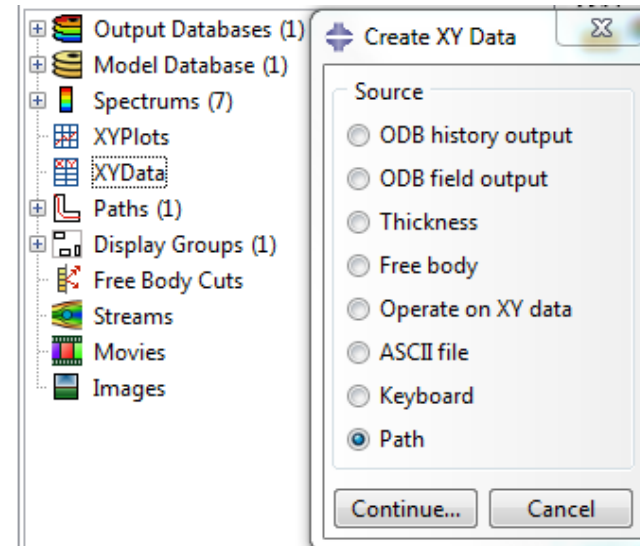 Output Databases (1)
Model Database (1)
Spectrums (7)
XYPlots
XYData
Paths (1)
Display Groups (1)
Free Body Cuts
Streams
Movies
Images
Create XY Data
Source
ODB history output
ODB field output
Thickness
Free body
Operate on XY data
ASCII file
Keyboard
Path
Continue...
Cancel